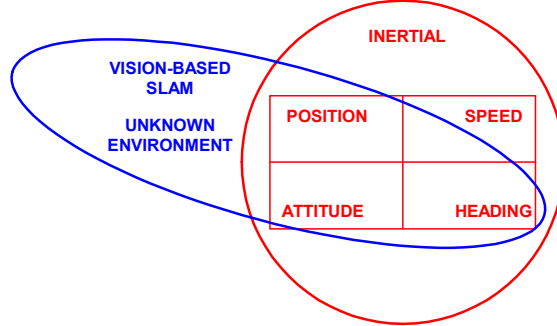 INERTIAL
VISION-BASED
SLAM
UNKNOWN
ENVIRONMENT
POSITION
SPEED
ATTITUDE
HEADING